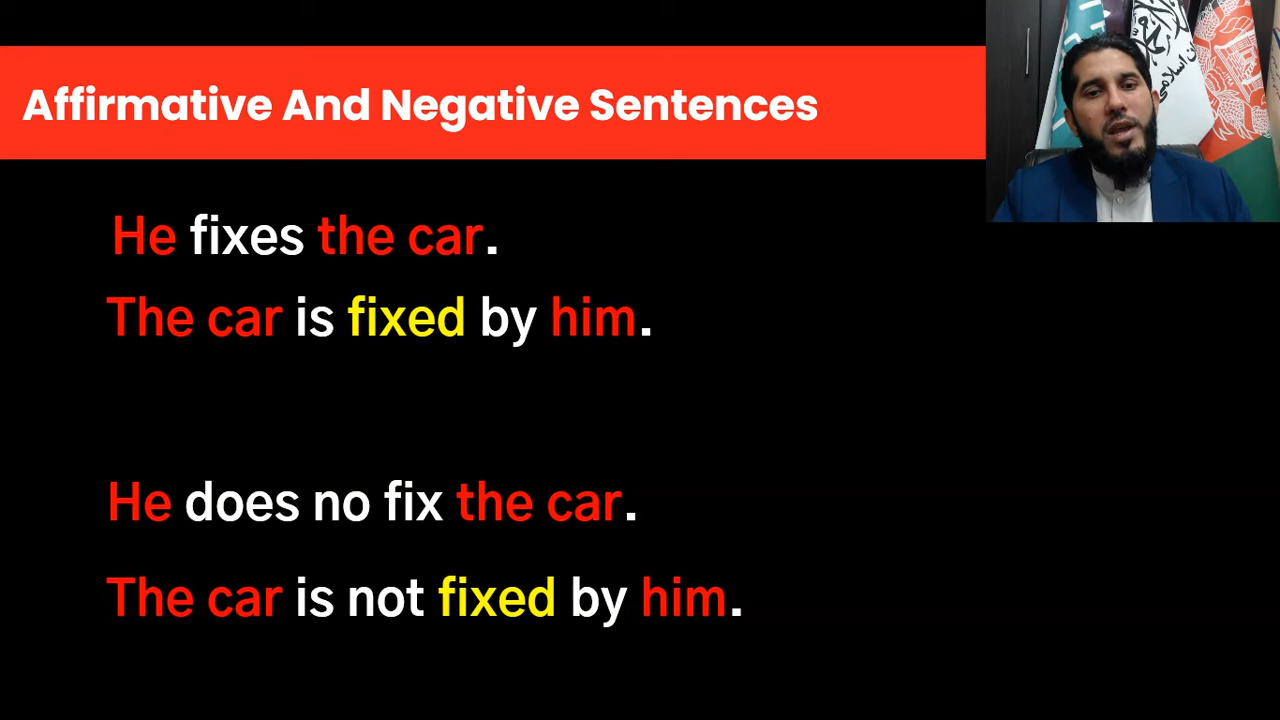 Affirmative And Negative Sentences
He fixes the car.
The car is fixed by him.
He does no fix the car.
The car is not fixed by him.